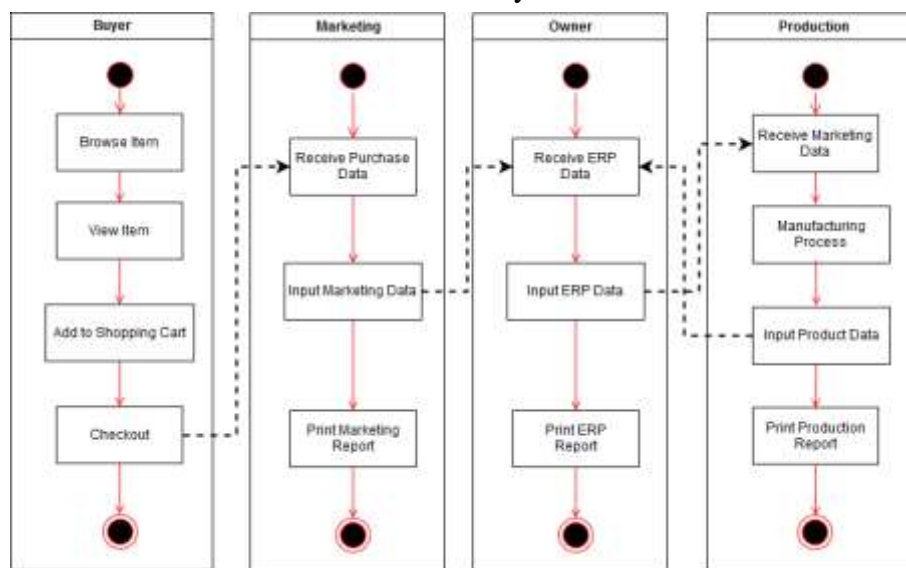 Buyer
Browse Item
View Item
Add to Shopping Cart
Checkout
Marketing
Receive Purchase
Data
Input Marketing Data
Print Marketing
Report
Owner
Receive ERP
Data
Input ERP Data
Print ERP
Report
Production
Receive Marketing
Data
Manufacturing
Process
Input Product Data
Print Production
Report